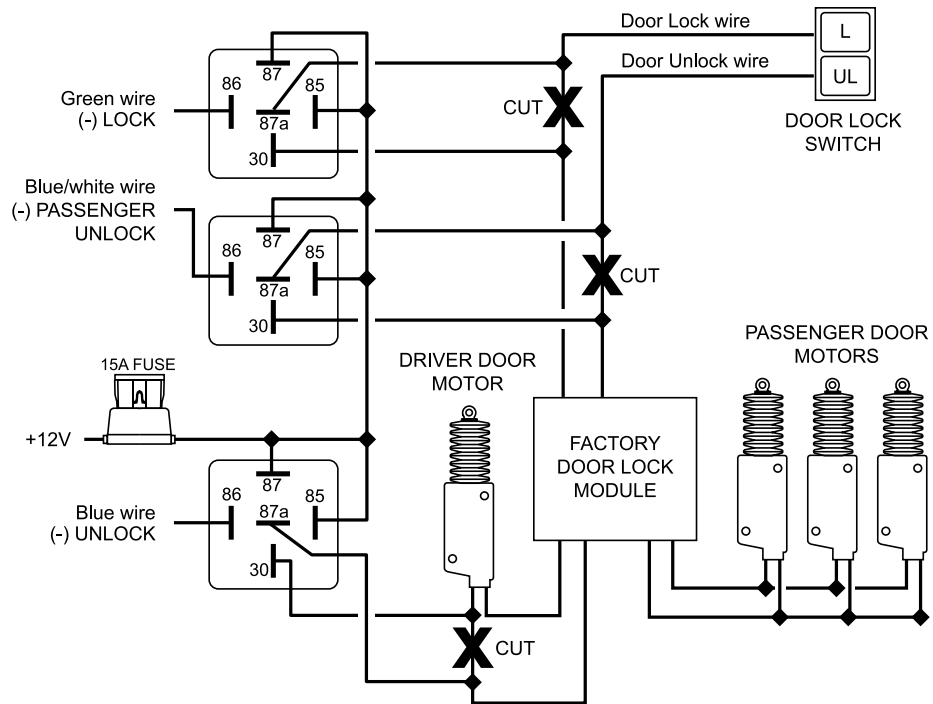 Door Lock wire
L
Door Unlock wire
UL
DOOR LOCK
SWITCH
CUT
87
86
85
Green wire
(-) LOCK
87a
30
Blue/white wire
(-) PASSENGER
UNLOCK
87
86
85
87a
30
CUT
15A FUSE
+12V
DRIVER DOOR
MOTOR
PASSENGER DOOR
MOTORS
FACTORY
DOOR LOCK
MODULE
87
86
85
87a
Blue wire
(-) UNLOCK
30
CUT